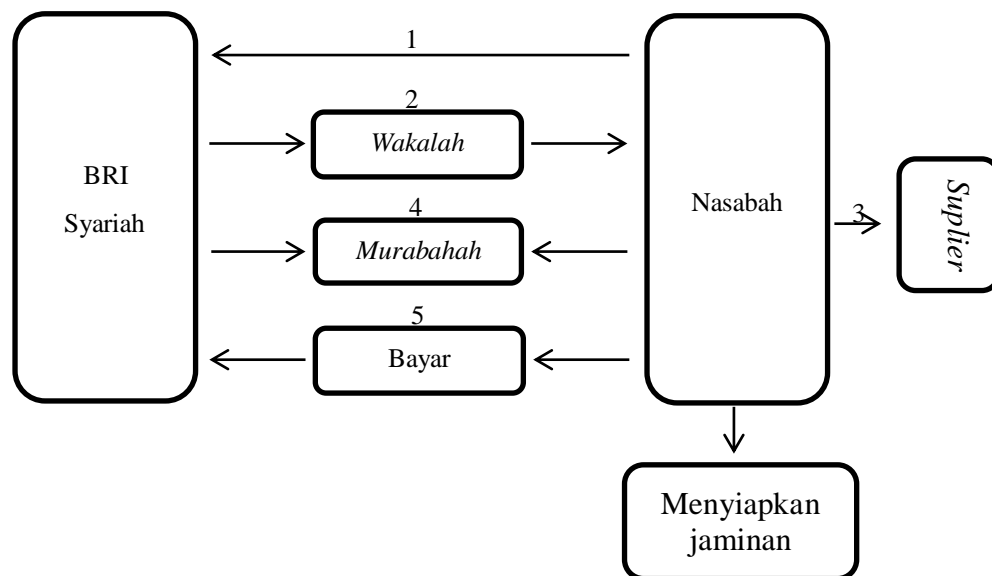 1
2
Wakalah
BRI
Syariah
Nasabah
3
Suplier
4
Murabahah
5
Bayar
Menyiapkan
jaminan